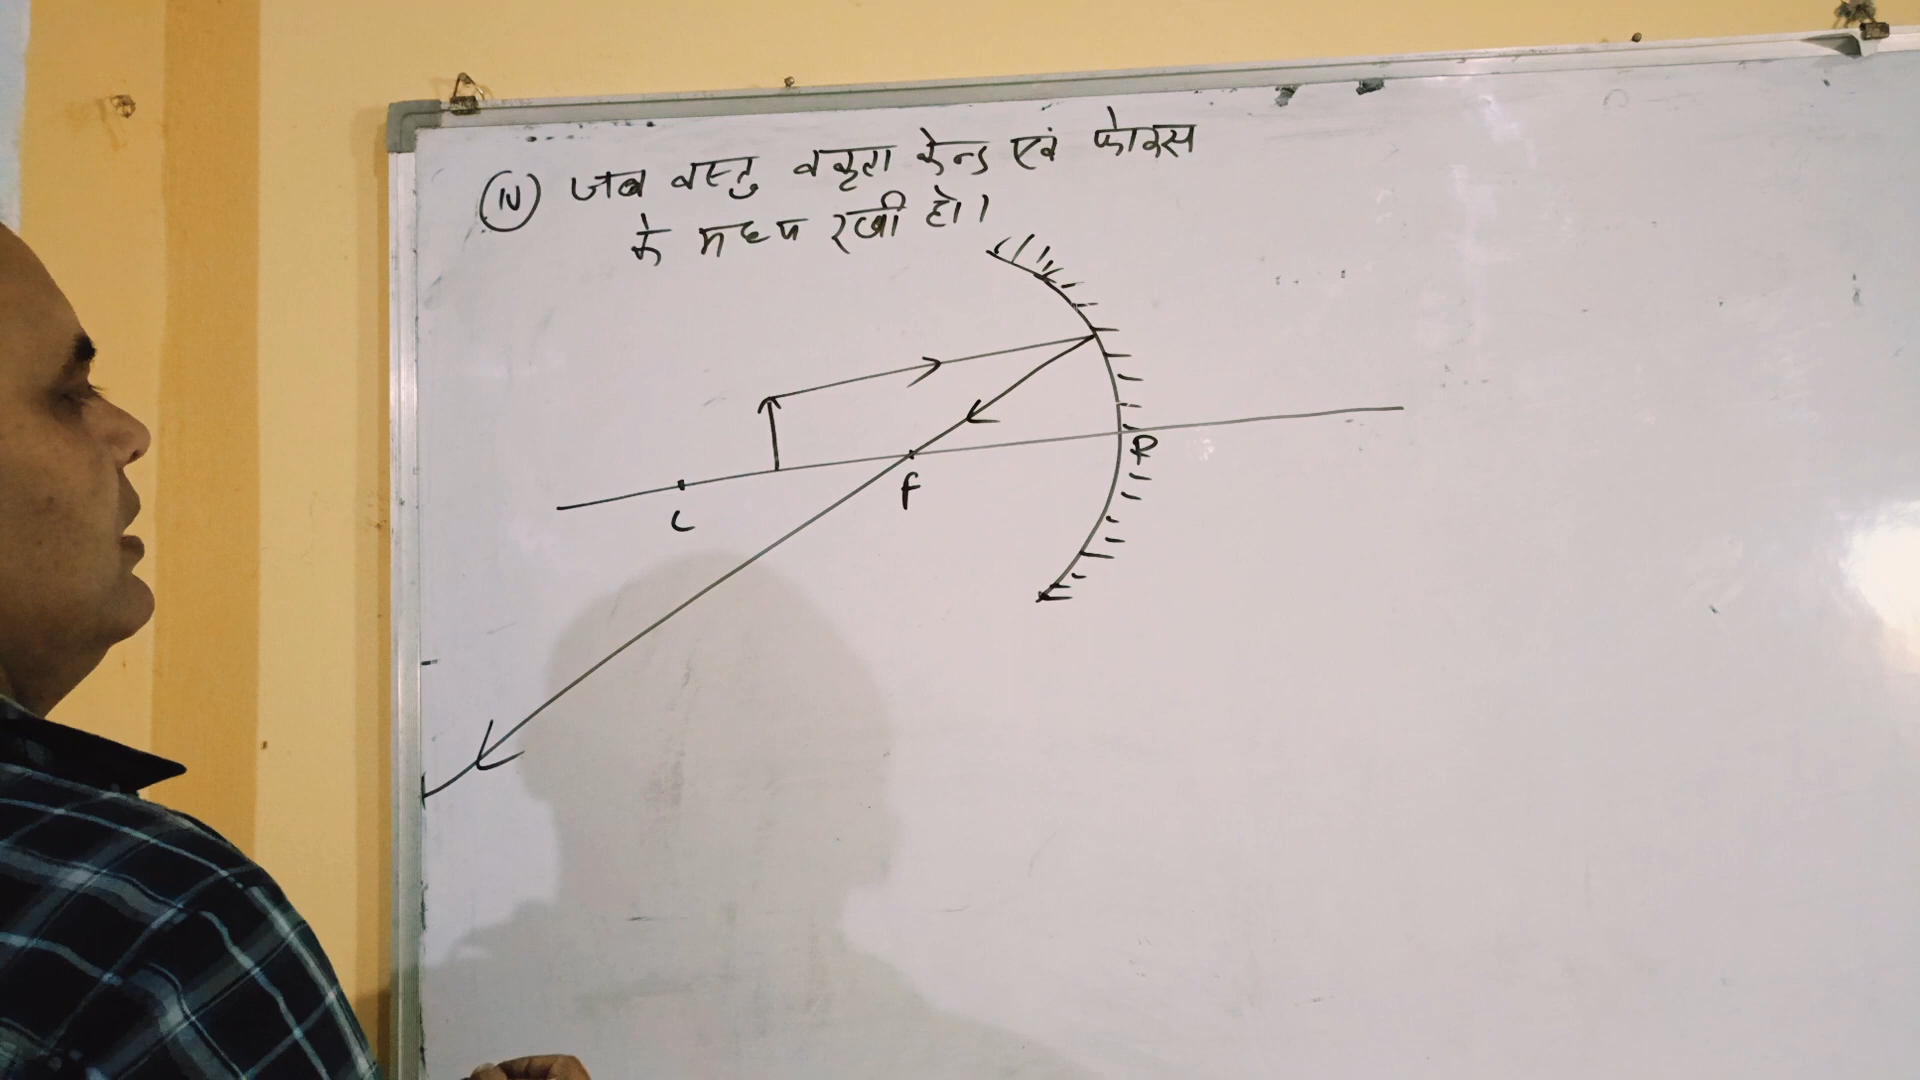 (iv) जब वस्तु वक्रता केन्द्र एवं फोकस
के मध्य रखी हो।
P
F
C